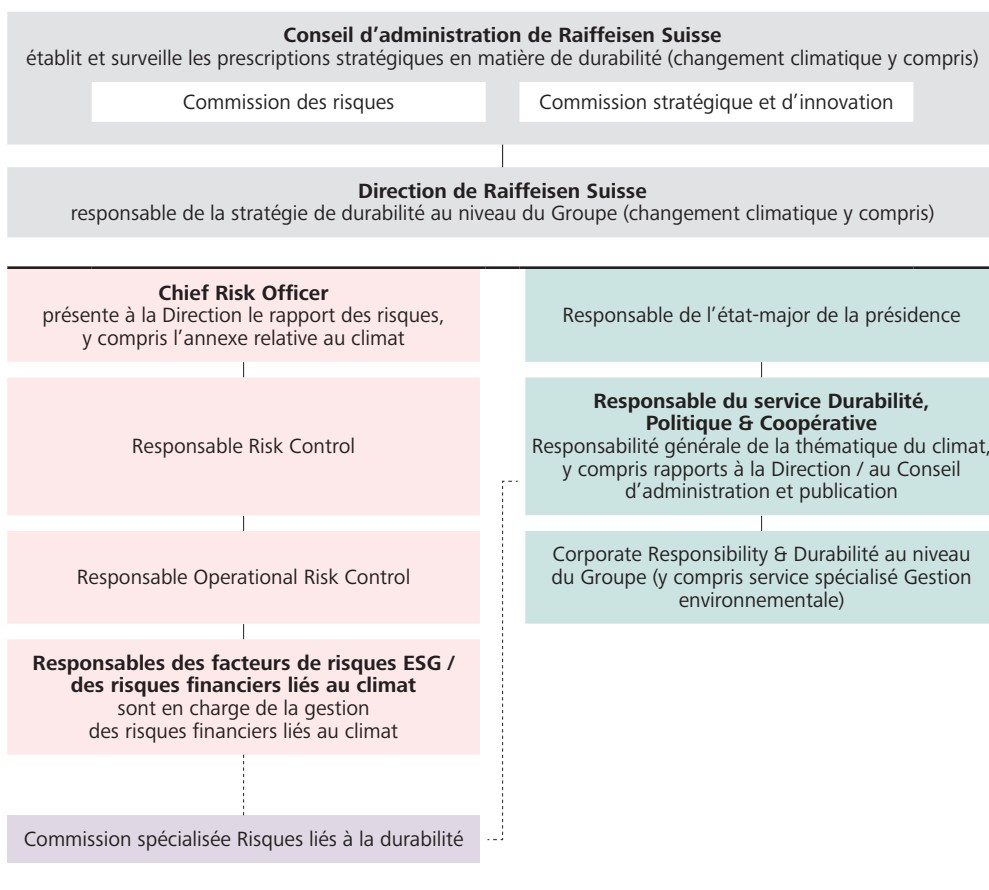 Conseil d'administration de Raiffeisen Suisse
établit et surveille les prescriptions stratégiques en matière de durabilité (changement climatique y compris)
Commission des risques
Commission stratégique et d'innovation
Direction de Raiffeisen Suisse
responsable de la stratégie de durabilité au niveau du Groupe (changement climatique y compris)
Chief Risk Officer
présente à la Direction le rapport des risques,
y compris l'annexe relative au climat
Responsable Risk Control
Responsable Operational Risk Control
Responsables des facteurs de risques ESG /
des risques financiers liés au climat
sont en charge de la gestion
des risques financiers liés au climat
Commission spécialisée Risques liés à la durabilité
Responsable de l'état-major de la présidence
Responsable du service Durabilité,
Politique & Coopérative
Responsabilité générale de la thématique du climat,
y compris rapports à la Direction / au Conseil
d'administration et publication
Corporate Responsibility & Durabilité au niveau
du Groupe (y compris service spécialisé Gestion
environnementale)